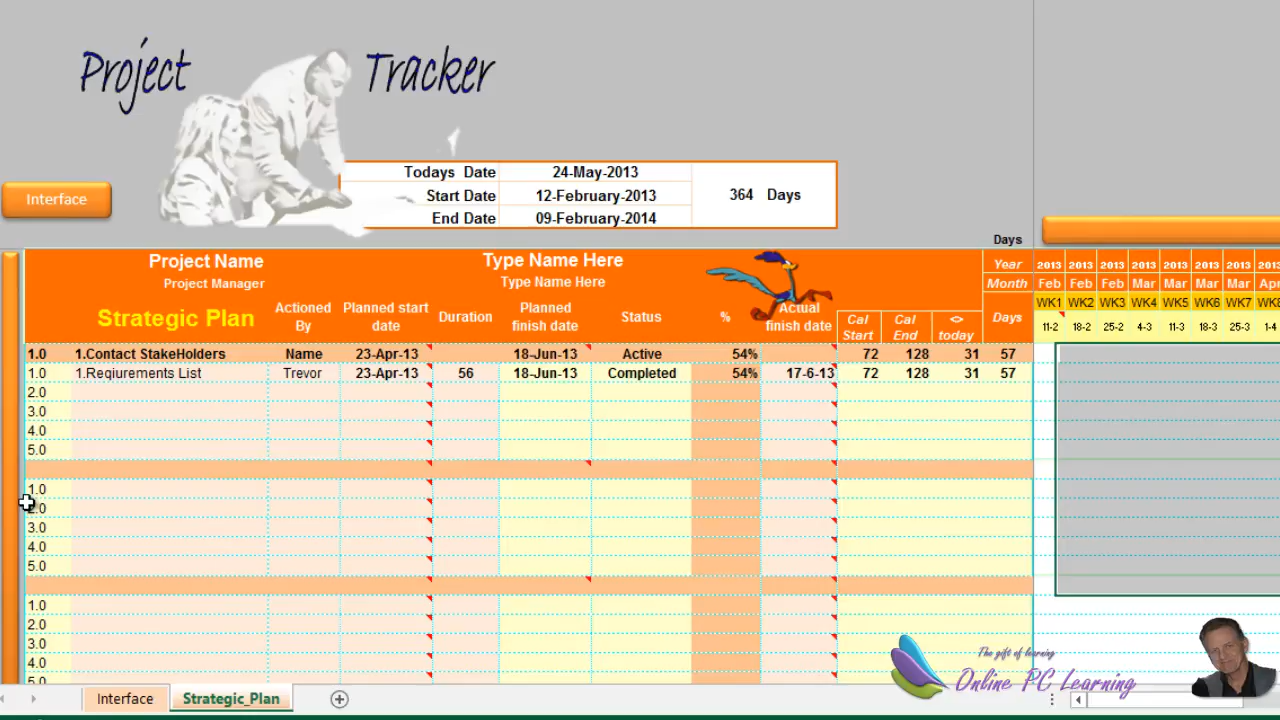 Project Tracker
Todays Date 24-May-2013
Start Date 12-February-2013 364 Days
End Date 09-February-2014
Interface
Days
Project Name Type Name Here Year 2013 2013 2013 2013 2013 2013 2013 2013
Project Manager Type Name Here Month Feb Feb Feb Mar Mar Mar Mar Apr
Strategic Plan Actioned By Planned start date Duration Planned finish date Status % Actual finish date Cal Start Cal End <> today Days
WK1 WK2 WK3 WK4 WK5 WK6 WK7 WK8
11-2 18-2 25-2 4-3 11-3 18-3 25-3 1-4
1.0 1.Contact StakeHolders Name 23-Apr-13 18-Jun-13 Active 54% 72 128 31 57
1.0 1.Reqiurements List Trevor 23-Apr-13 56 18-Jun-13 Completed 54% 17-6-13 72 128 31 57
2.0
3.0
4.0
5.0
1.0
2.0
3.0
4.0
5.0
1.0
2.0
3.0
4.0
5.0
The gift of learning
Online PC Learning
Interface Strategic_Plan